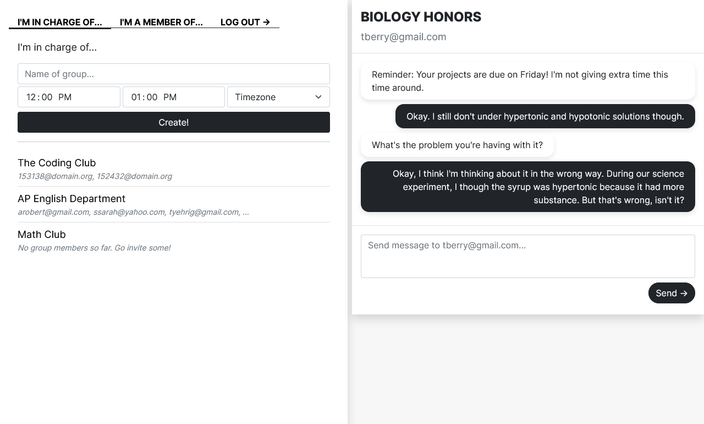 I'M IN CHARGE OF...
I'M A MEMBER OF...
LOG OUT →
I'm in charge of...
Name of group...
12:00 PM
01:00 PM
Timezone
Create!
The Coding Club
153138@domain.org, 152432@domain.org
AP English Department
arobert@gmail.com, ssarah@yahoo.com, tyehrig@gmail.com, ...
Math Club
No group members so far. Go invite some!
BIOLOGY HONORS
tberry@gmail.com
Reminder: Your projects are due on Friday! I'm not giving extra time this
time around.
Okay. I still don't under hypertonic and hypotonic solutions though.
What's the problem you're having with it?
Okay, I think I'm thinking about it in the wrong way. During our science
experiment, I though the syrup was hypertonic because it had more
substance. But that's wrong, isn't it?
Send message to tberry@gmail.com...
Send →